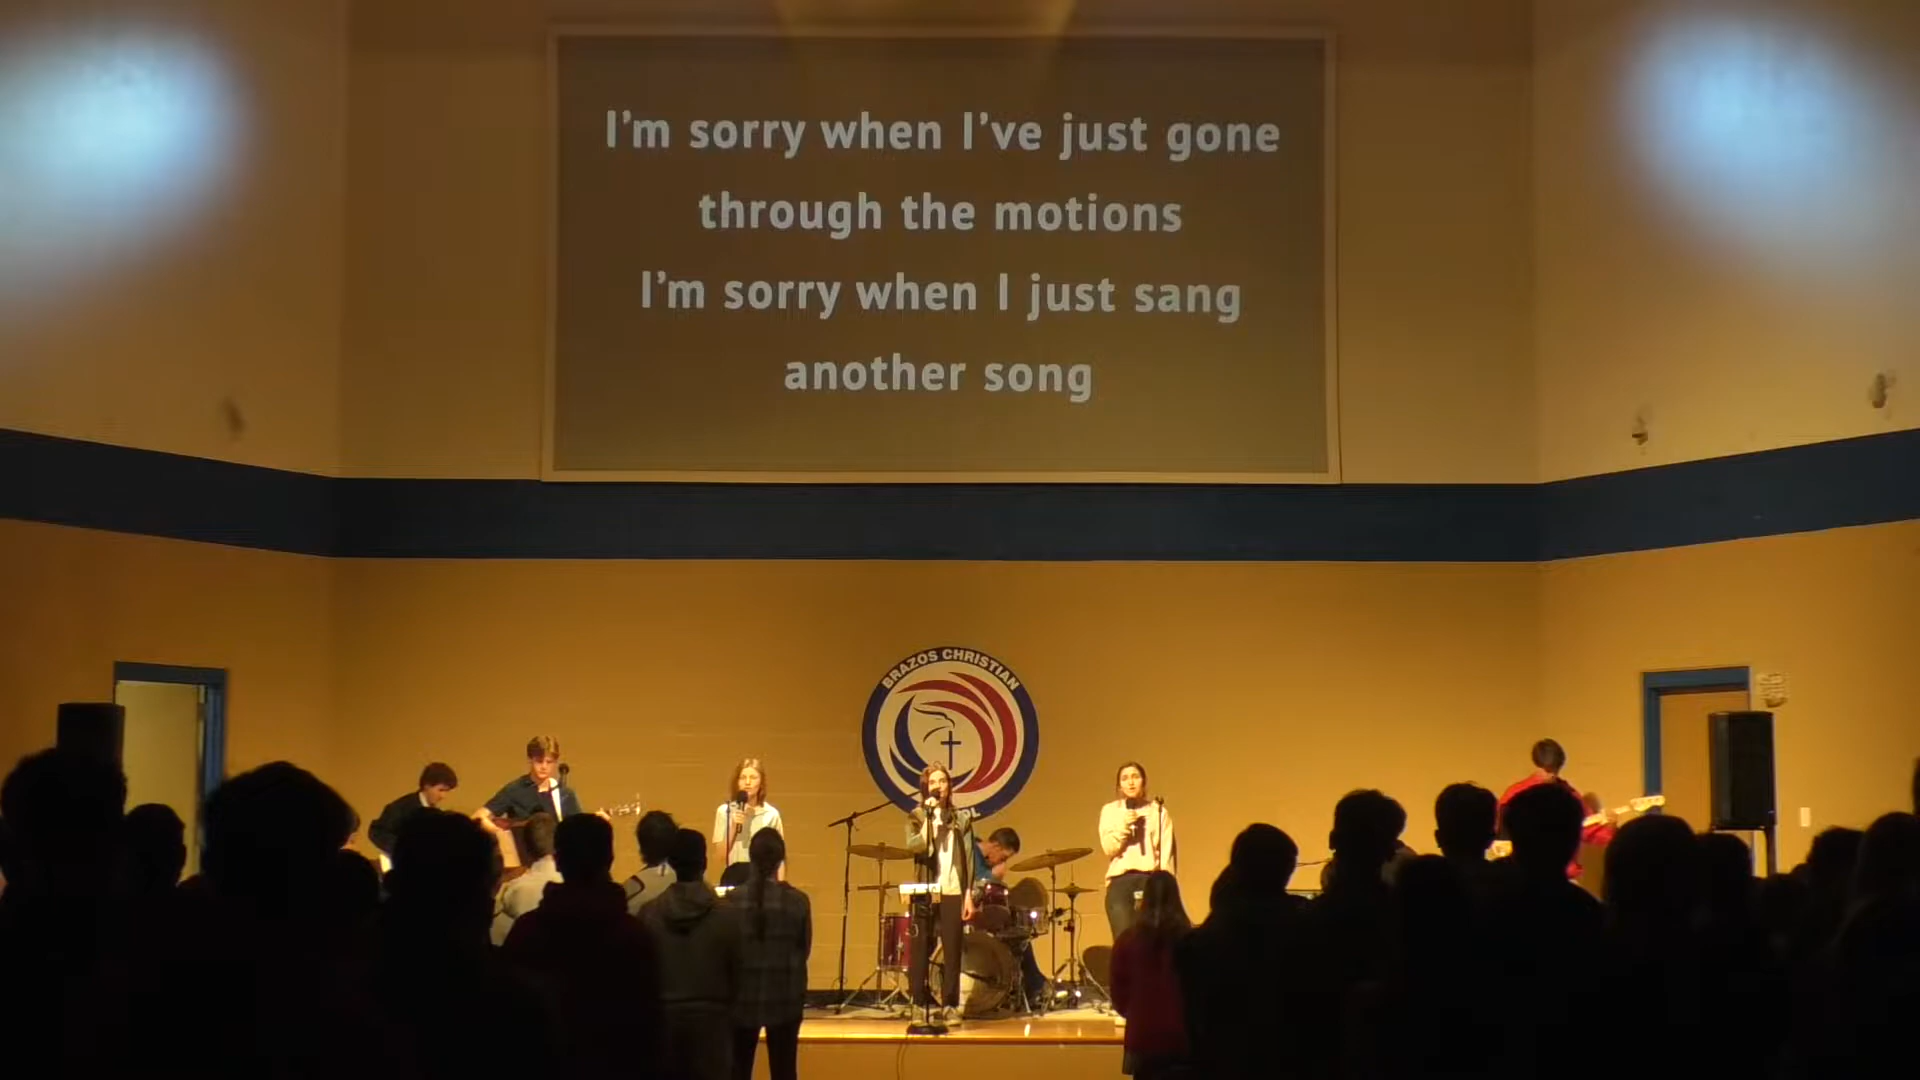 I'm sorry when I've just gone
through the motions
I'm sorry when I just sang
another song
BRAZOS CHRISTIAN